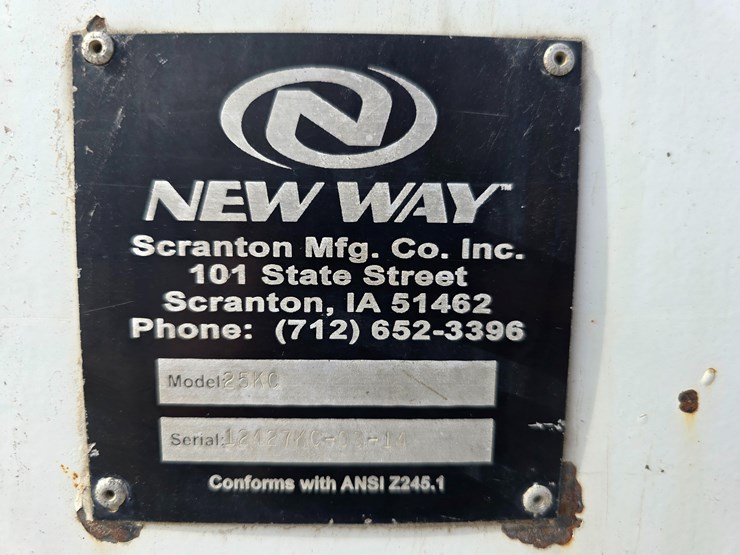 NEW WAY™
Scranton Mfg. Co. Inc.
101 State Street
Scranton, IA 51462
Phone: (712) 652-3396
Model: 25KC
Serial:
Conforms with ANSI Z245.1